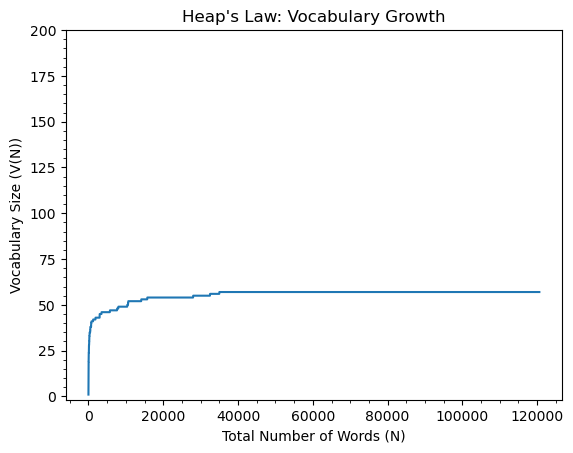 Heap's Law: Vocabulary Growth
200
175
150
125
100
75
50
25
0
Vocabulary Size (V(N))
0 20000 40000 60000 80000 100000 120000
Total Number of Words (N)